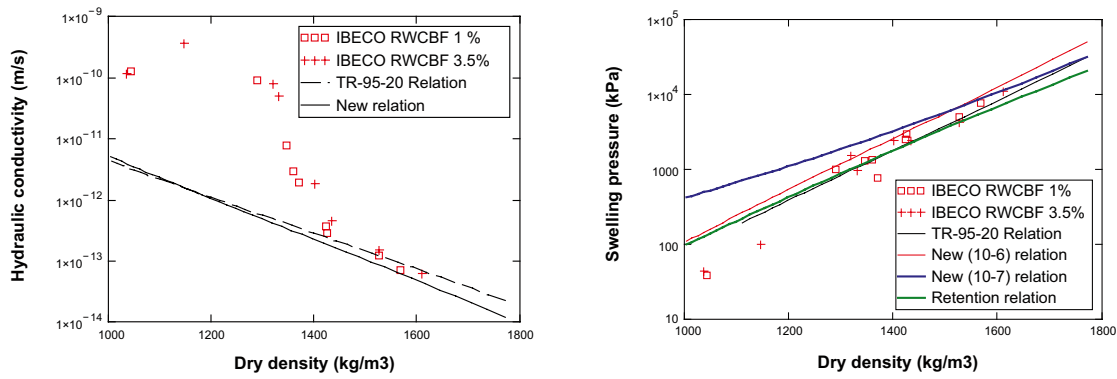 Hydraulic conductivity (m/s)
1×10⁻⁹
1×10⁻¹⁰
1×10⁻¹¹
1×10⁻¹²
1×10⁻¹³
1×10⁻¹⁴
IBECO RWCBF 1 %
IBECO RWCBF 3.5%
TR-95-20 Relation
New relation
1000 1200 1400 1600 1800
Dry density (kg/m3)
Swelling pressure (kPa)
1×10⁵
1×10⁴
1000
100
10
IBECO RWCBF 1%
IBECO RWCBF 3.5%
TR-95-20 Relation
New (10-6) relation
New (10-7) relation
Retention relation
1000 1200 1400 1600 1800
Dry density (kg/m3)